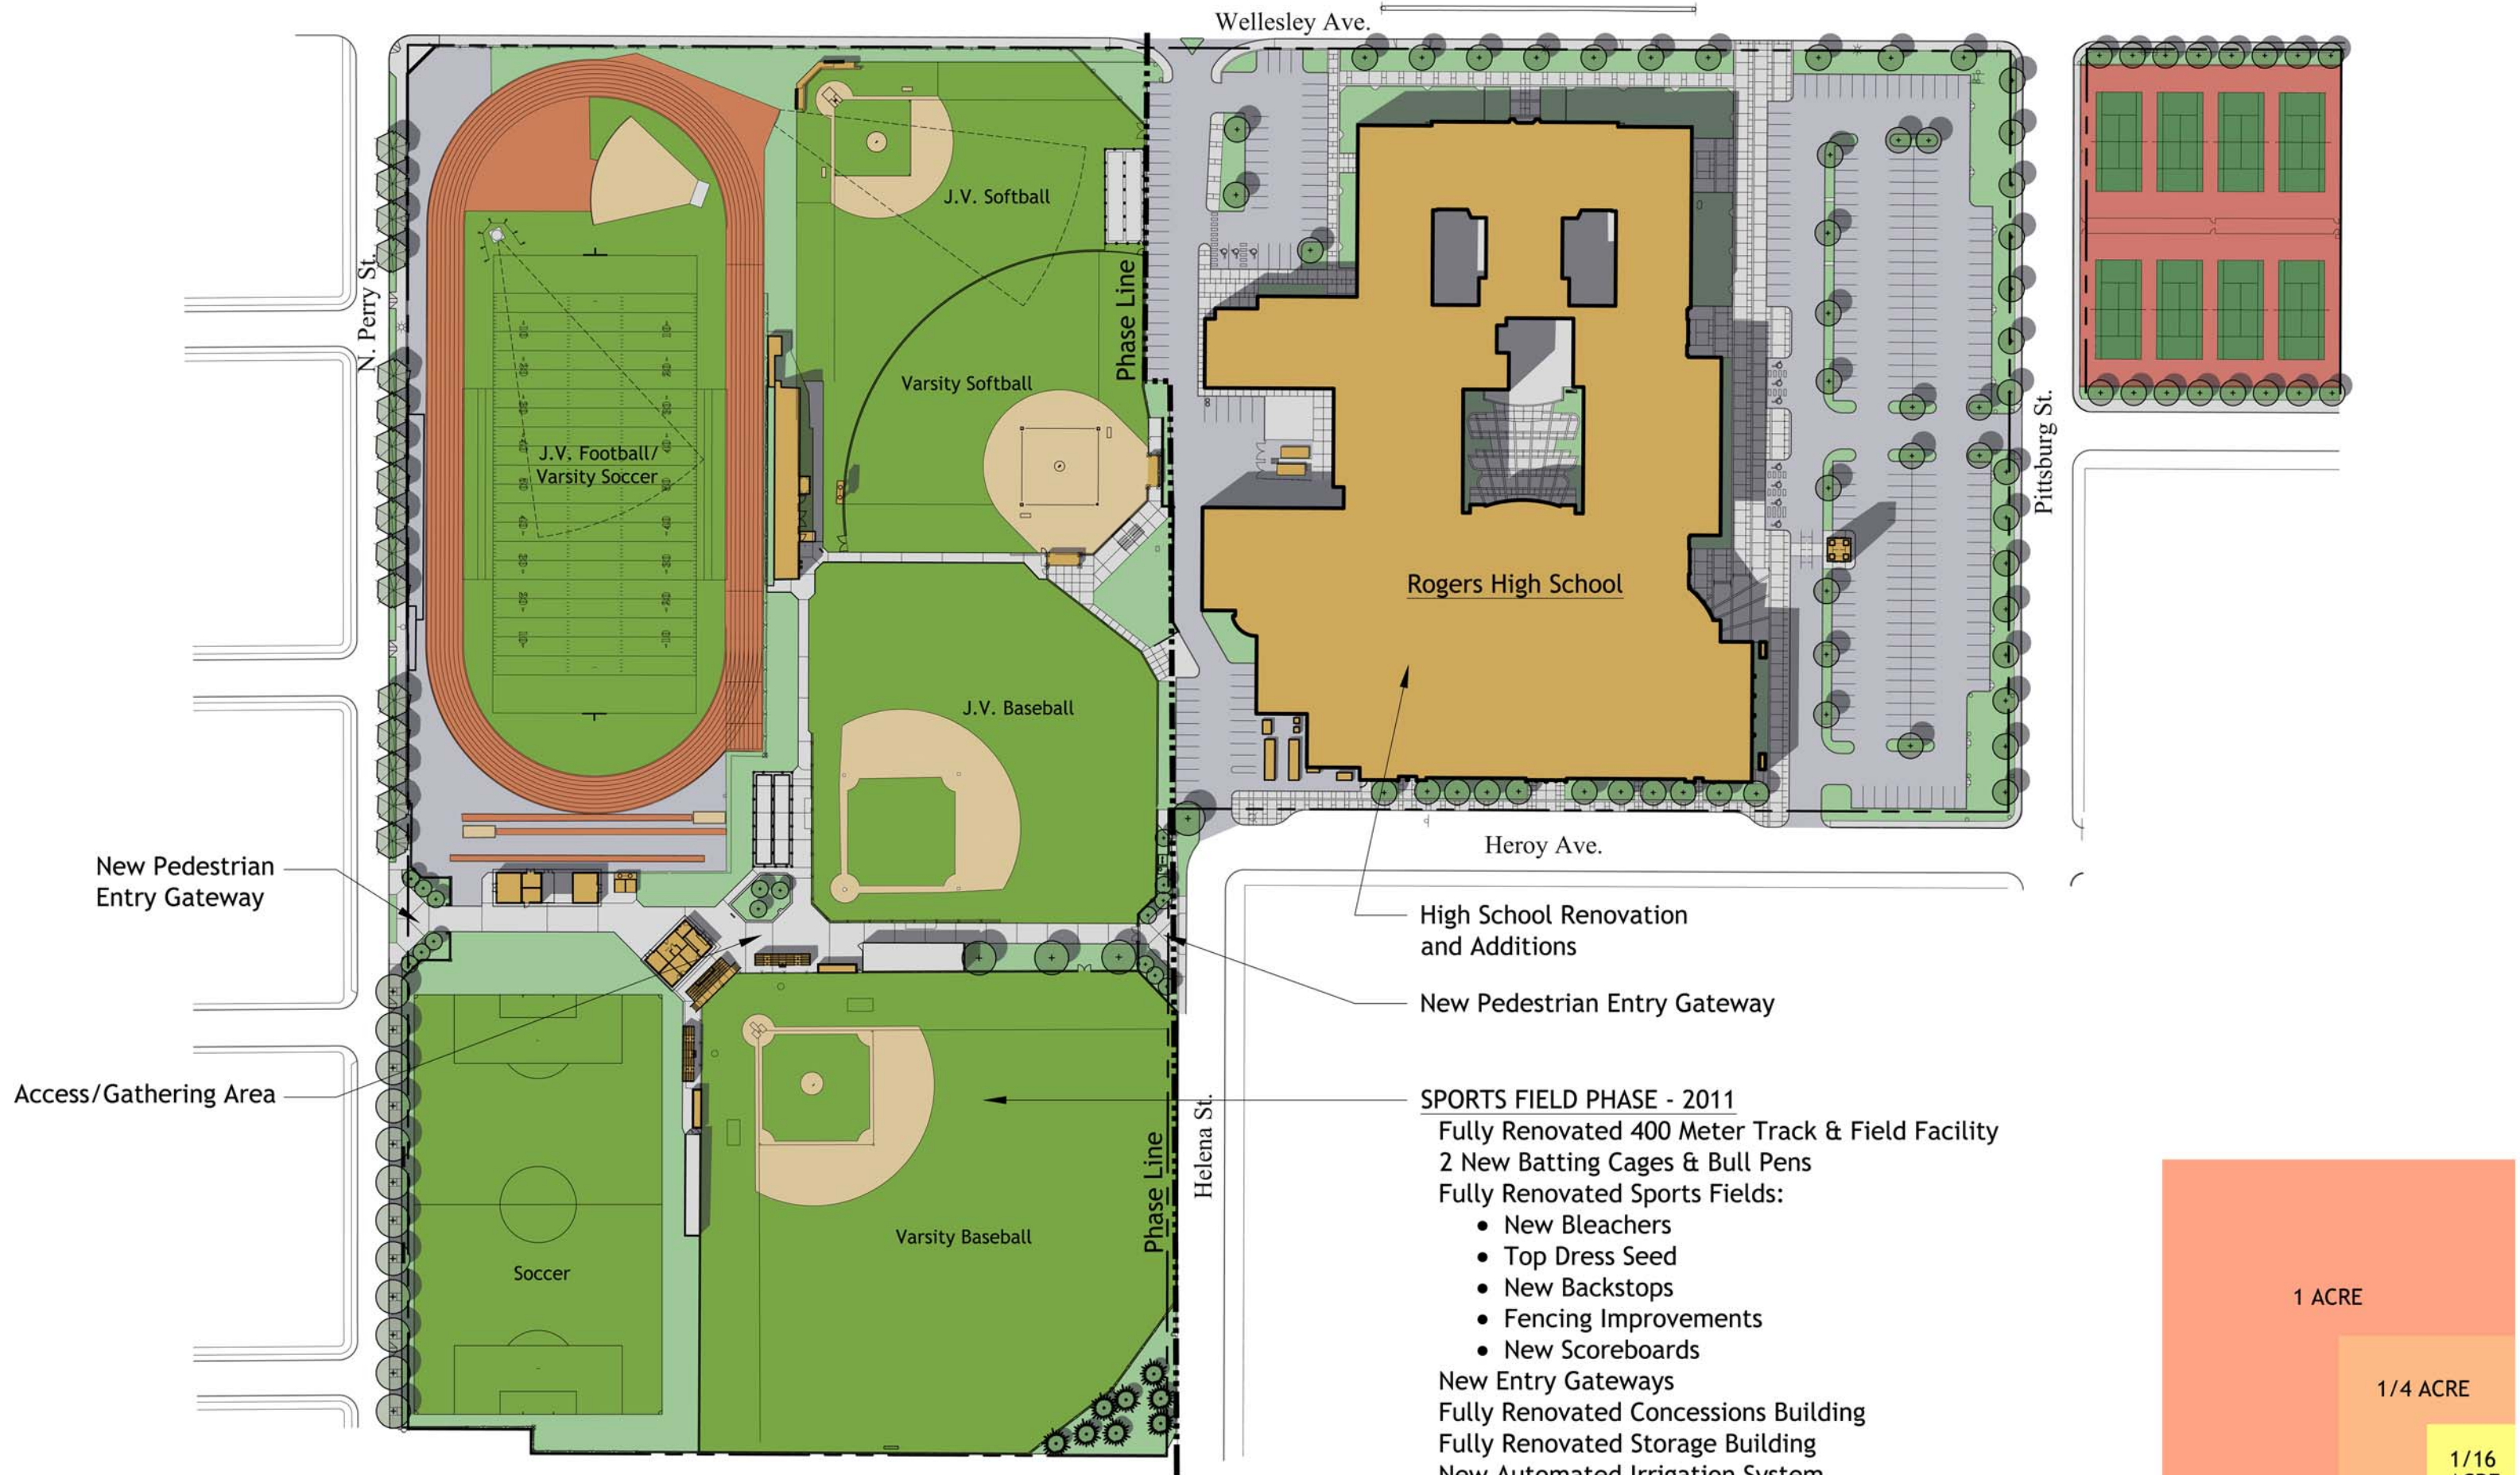 Wellesley Ave.
J.V. Softball
N. Perry St.
Phase Line
Varsity Softball
J.V. Football/
Varsity Soccer
Pittsburg St.
Rogers High School
J.V. Baseball
Heroy Ave.
New Pedestrian
Entry Gateway
High School Renovation
and Additions
New Pedestrian Entry Gateway
Access/Gathering Area
SPORTS FIELD PHASE - 2011
Fully Renovated 400 Meter Track & Field Facility
2 New Batting Cages & Bull Pens
Fully Renovated Sports Fields:
• New Bleachers
• Top Dress Seed
• New Backstops
• Fencing Improvements
• New Scoreboards
New Entry Gateways
Fully Renovated Concessions Building
Fully Renovated Storage Building
New Automated Irrigation System
Helena St.
Phase Line
Varsity Baseball
Soccer
1 ACRE
1/4 ACRE
1/16